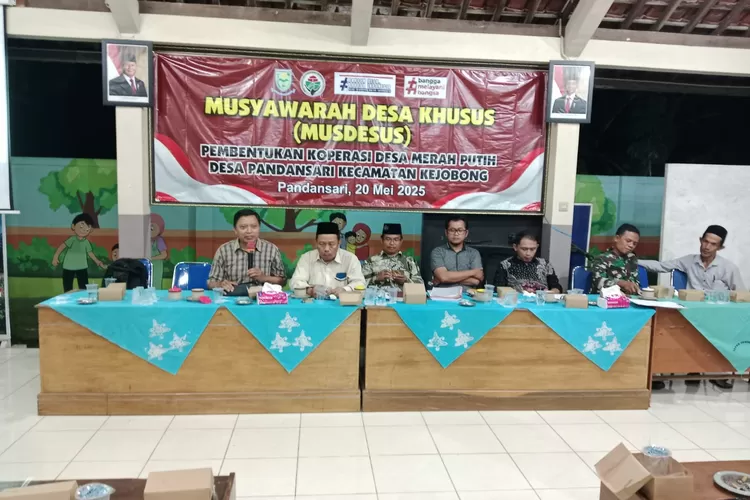 bangga
melayani
bangsa
MUSYAWARAH DESA KHUSUS
(MUSDESUS)
PEMBENTUKAN KOPERASI DESA MERAH PUTIH
DESA PANDANSARI KECAMATAN KEJOBONG
Pandansari, 20 Mei 2025